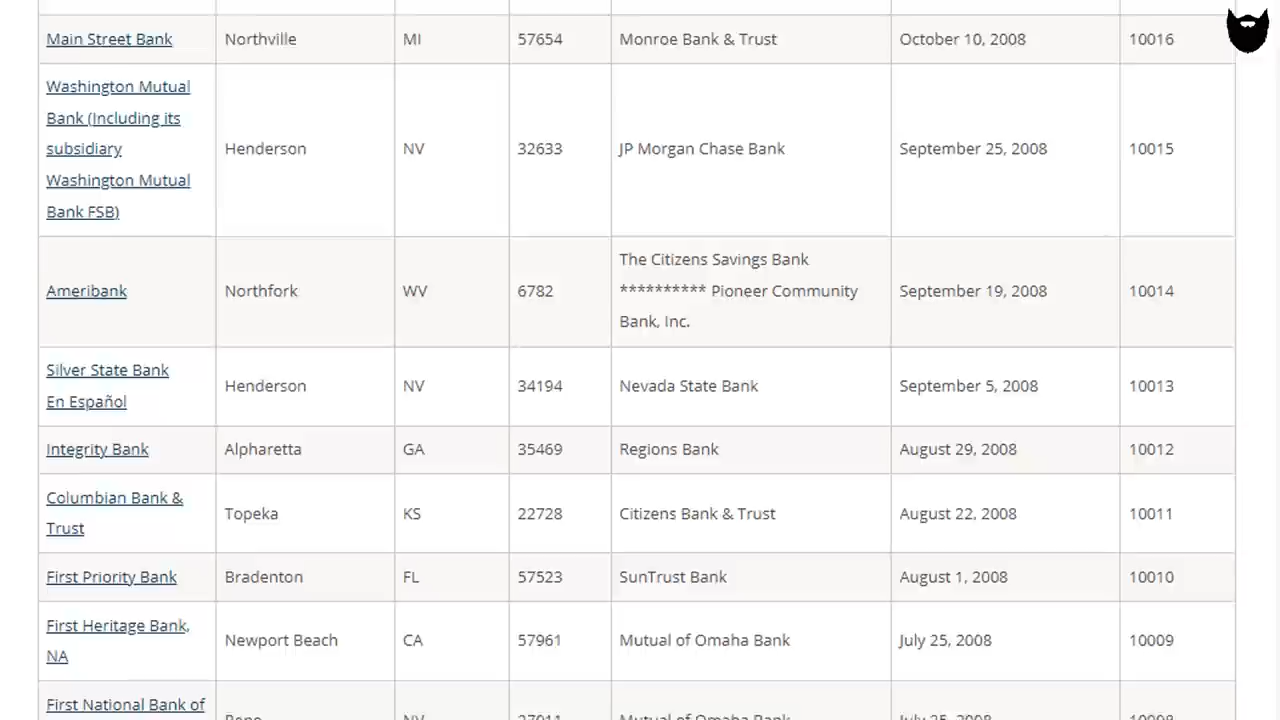 Main Street Bank Northville MI 57654 Monroe Bank & Trust October 10, 2008 10016
Washington Mutual
Bank (Including its
subsidiary
Washington Mutual
Bank FSB)
Henderson NV 32633 JP Morgan Chase Bank September 25, 2008 10015
Ameribank Northfork WV 6782
The Citizens Savings Bank
********** Pioneer Community
Bank, Inc.
September 19, 2008 10014
Silver State Bank
En Español
Henderson NV 34194 Nevada State Bank September 5, 2008 10013
Integrity Bank Alpharetta GA 35469 Regions Bank August 29, 2008 10012
Columbian Bank &
Trust
Topeka KS 22728 Citizens Bank & Trust August 22, 2008 10011
First Priority Bank Bradenton FL 57523 SunTrust Bank August 1, 2008 10010
First Heritage Bank,
NA
Newport Beach CA 57961 Mutual of Omaha Bank July 25, 2008 10009
First National Bank of
Reno NV 27011 Mutual of Omaha Bank July 25, 2008 10008